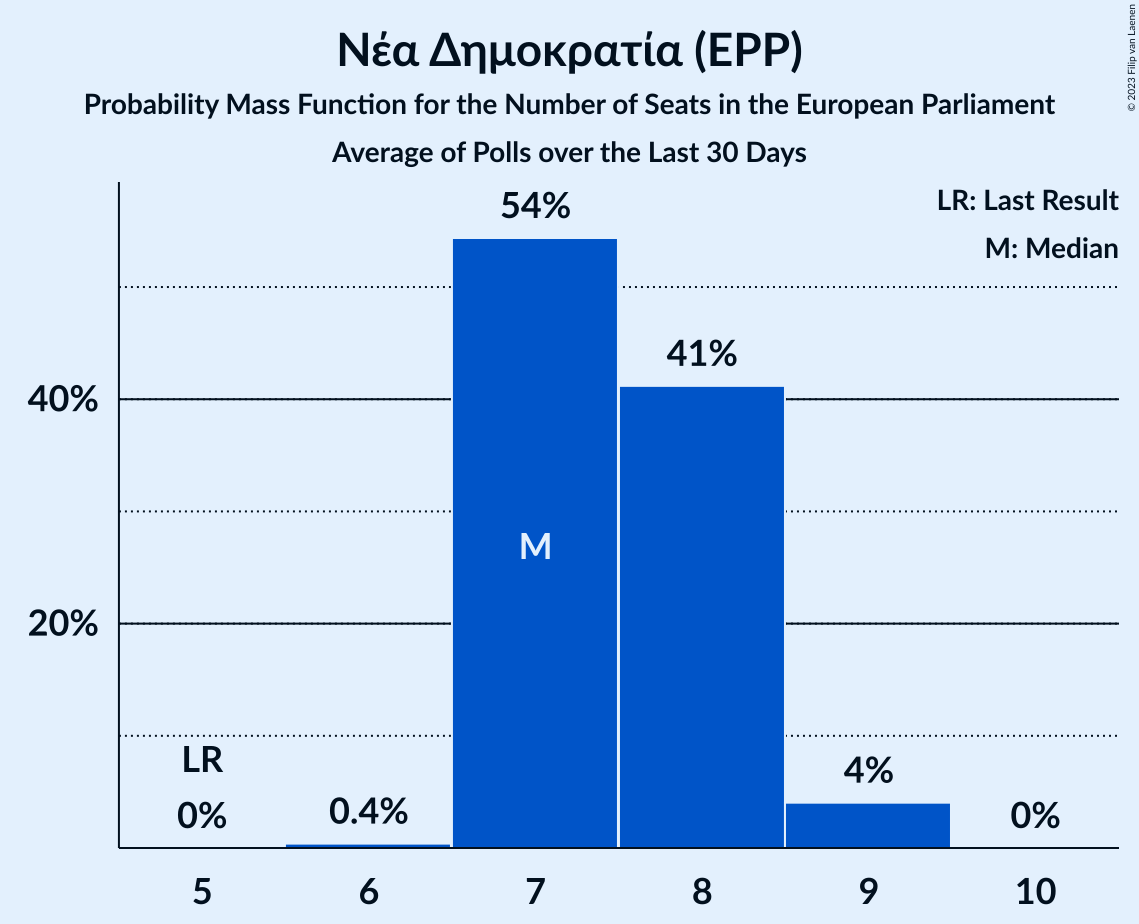 Νέα Δημοκρατία (EPP)
Probability Mass Function for the Number of Seats in the European Parliament
Average of Polls over the Last 30 Days
© 2023 Filip van Laenen
LR: Last Result
M: Median
54%
41%
40%
M
20%
LR
4%
0%
0.4%
0%
5
6
7
8
9
10